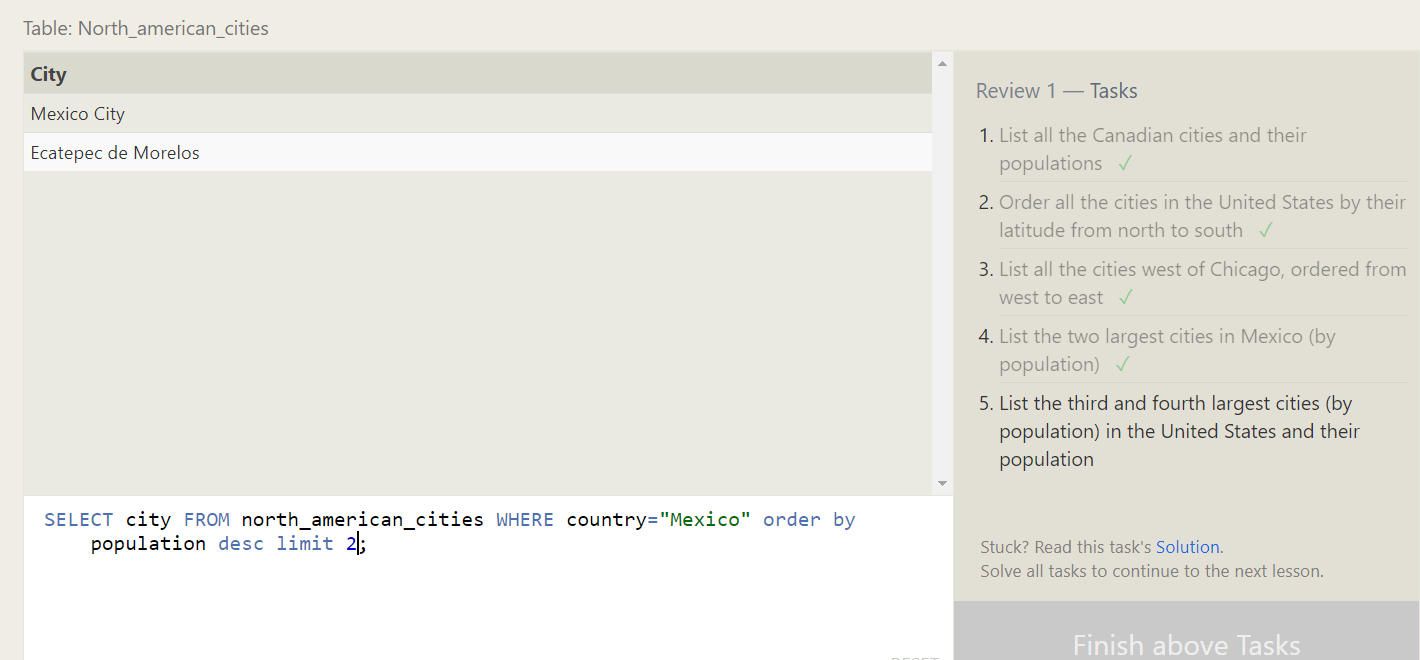 Table: North_american_cities
City
Mexico City
Ecatepec de Morelos
SELECT city FROM north_american_cities WHERE country="Mexico" order by
population desc limit 2;
Review 1 — Tasks
1. List all the Canadian cities and their
populations ✓
2. Order all the cities in the United States by their
latitude from north to south ✓
3. List all the cities west of Chicago, ordered from
west to east ✓
4. List the two largest cities in Mexico (by
population) ✓
5. List the third and fourth largest cities (by
population) in the United States and their
population
Stuck? Read this task's Solution.
Solve all tasks to continue to the next lesson.
Finish above Tasks
RESET